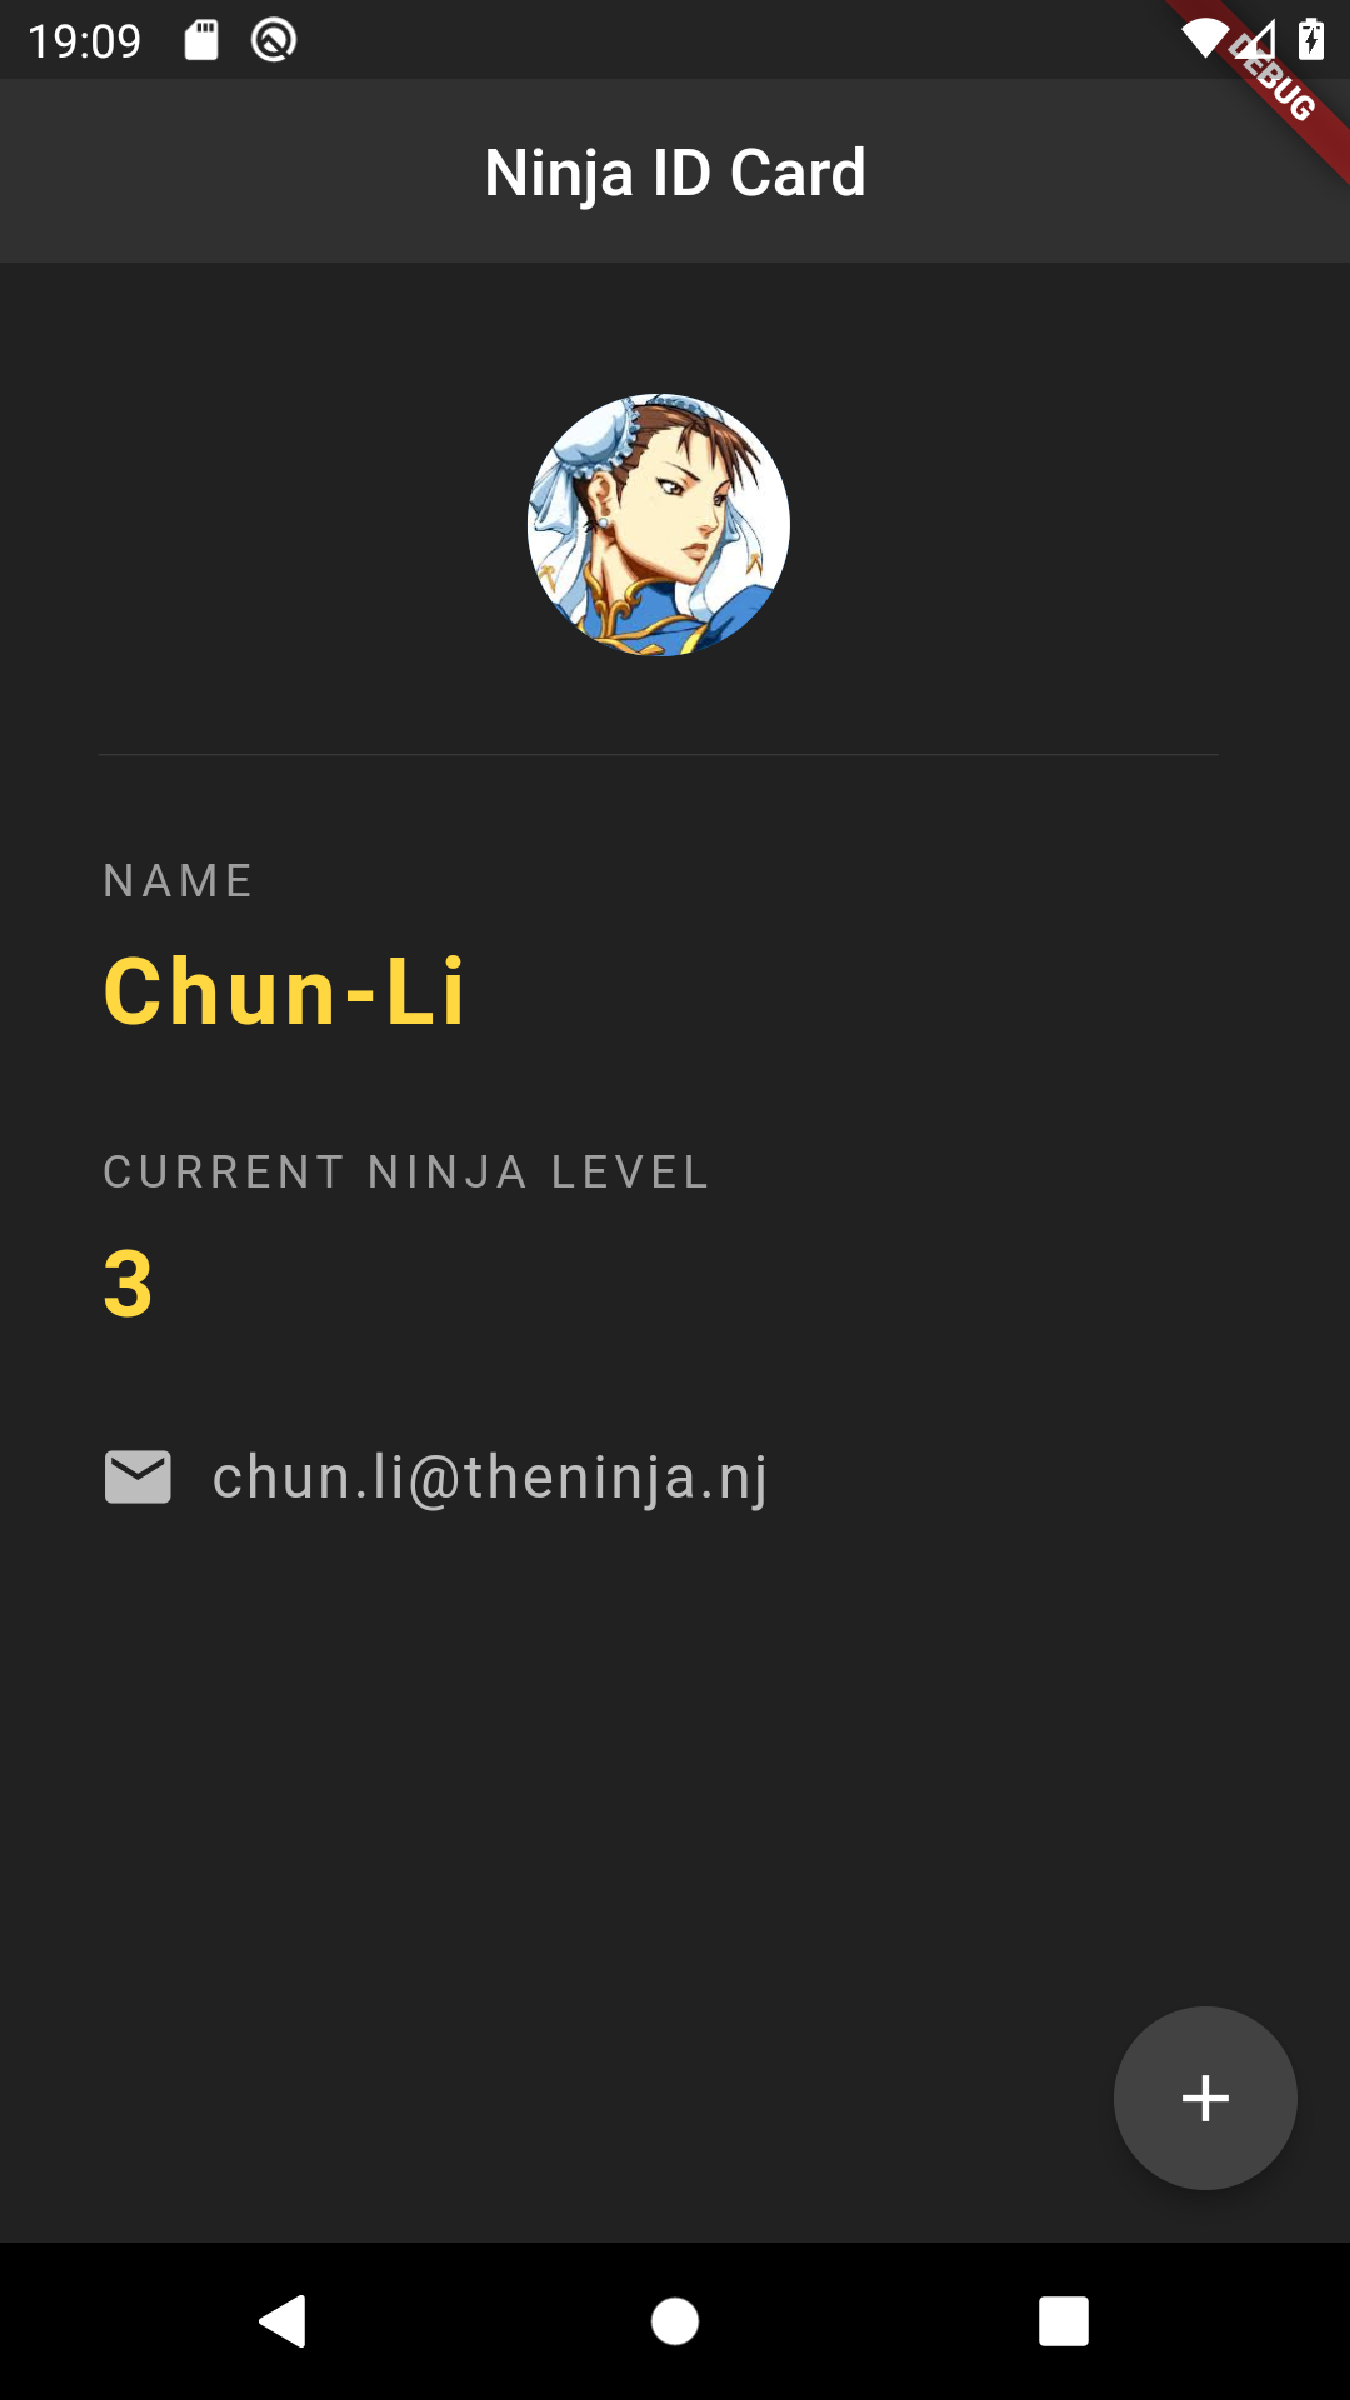 19:09
DEBUG
Ninja ID Card
NAME
Chun-Li
CURRENT NINJA LEVEL
3
chun.li@theninja.nj